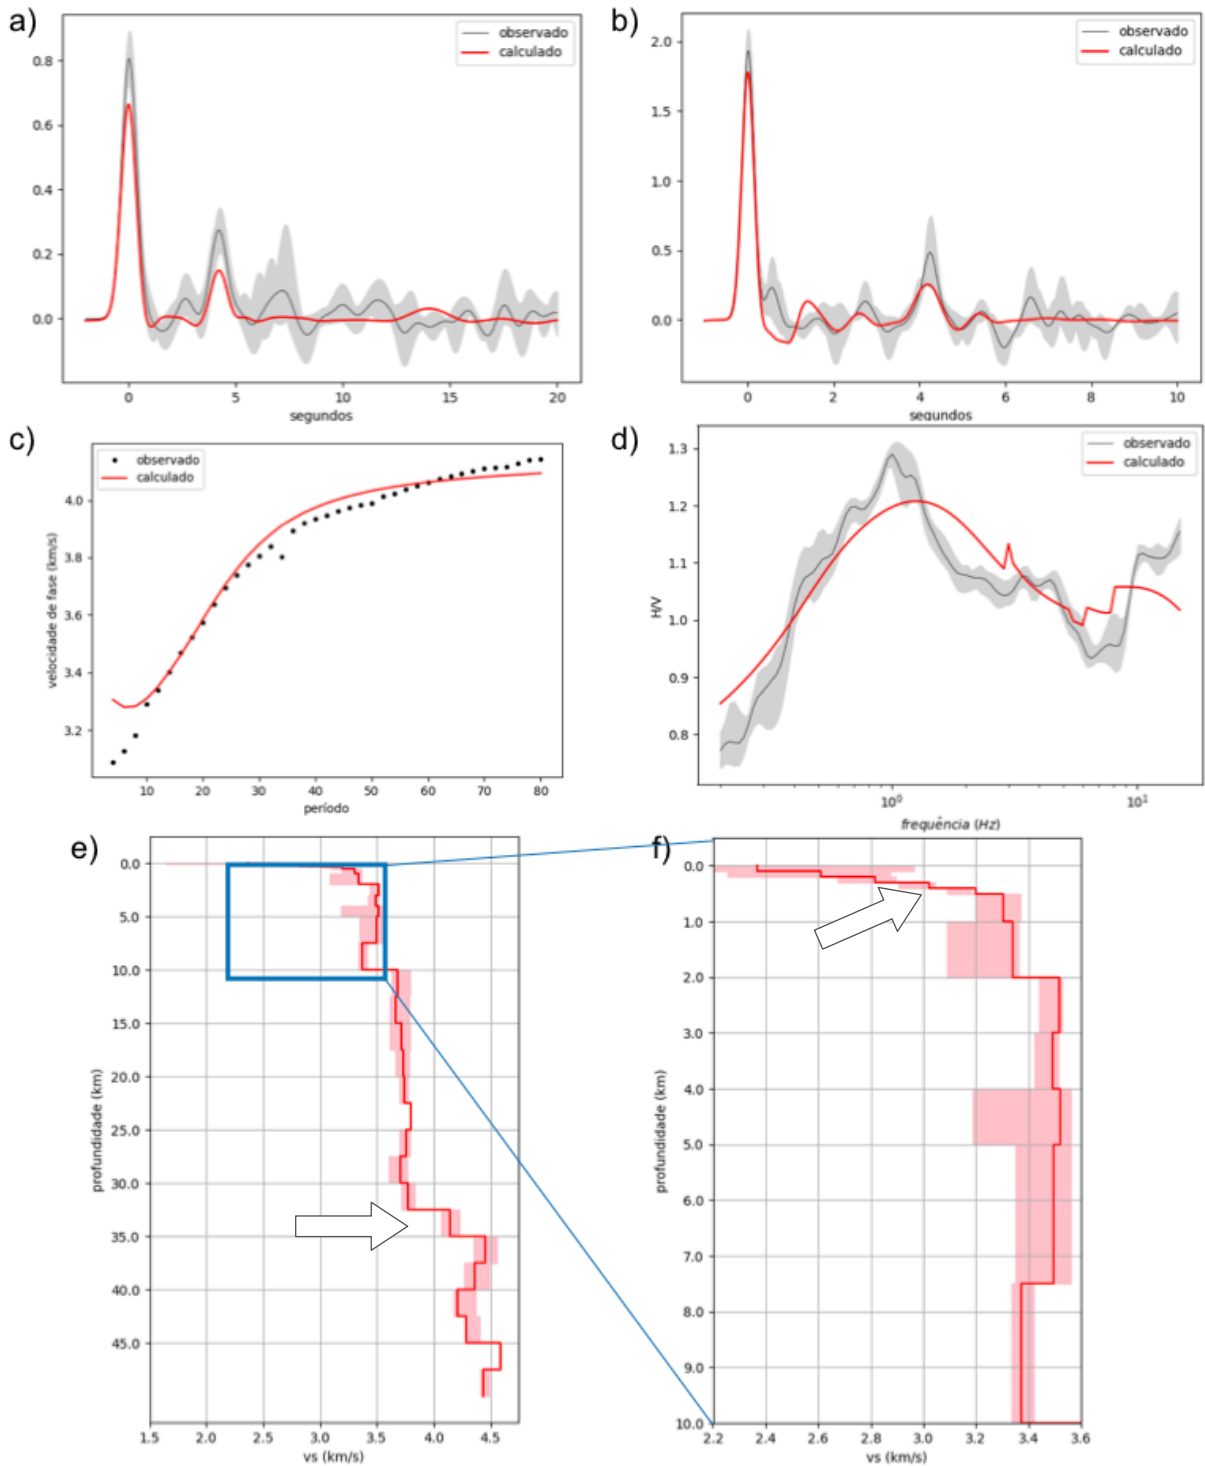 a)
observado
calculado
0.8
0.6
0.4
0.2
0.0
0 5 10 15 20
segundos
b)
observado
calculado
2.0
1.5
1.0
0.5
0.0
0 2 4 6 8 10
segundos
c)
observado
calculado
velocidade de fase (km/s)
4.0
3.8
3.6
3.4
3.2
10 20 30 40 50 60 70 80
período
d)
observado
calculado
H/V
1.3
1.2
1.1
1.0
0.9
0.8
10⁰ 10¹
frequência (Hz)
e)
profundidade (km)
0.0
5.0
10.0
15.0
20.0
25.0
30.0
35.0
40.0
45.0
1.5 2.0 2.5 3.0 3.5 4.0 4.5
vs (km/s)
f)
profundidade (km)
0.0
1.0
2.0
3.0
4.0
5.0
6.0
7.0
8.0
9.0
10.0
2.2 2.4 2.6 2.8 3.0 3.2 3.4 3.6
vs (km/s)